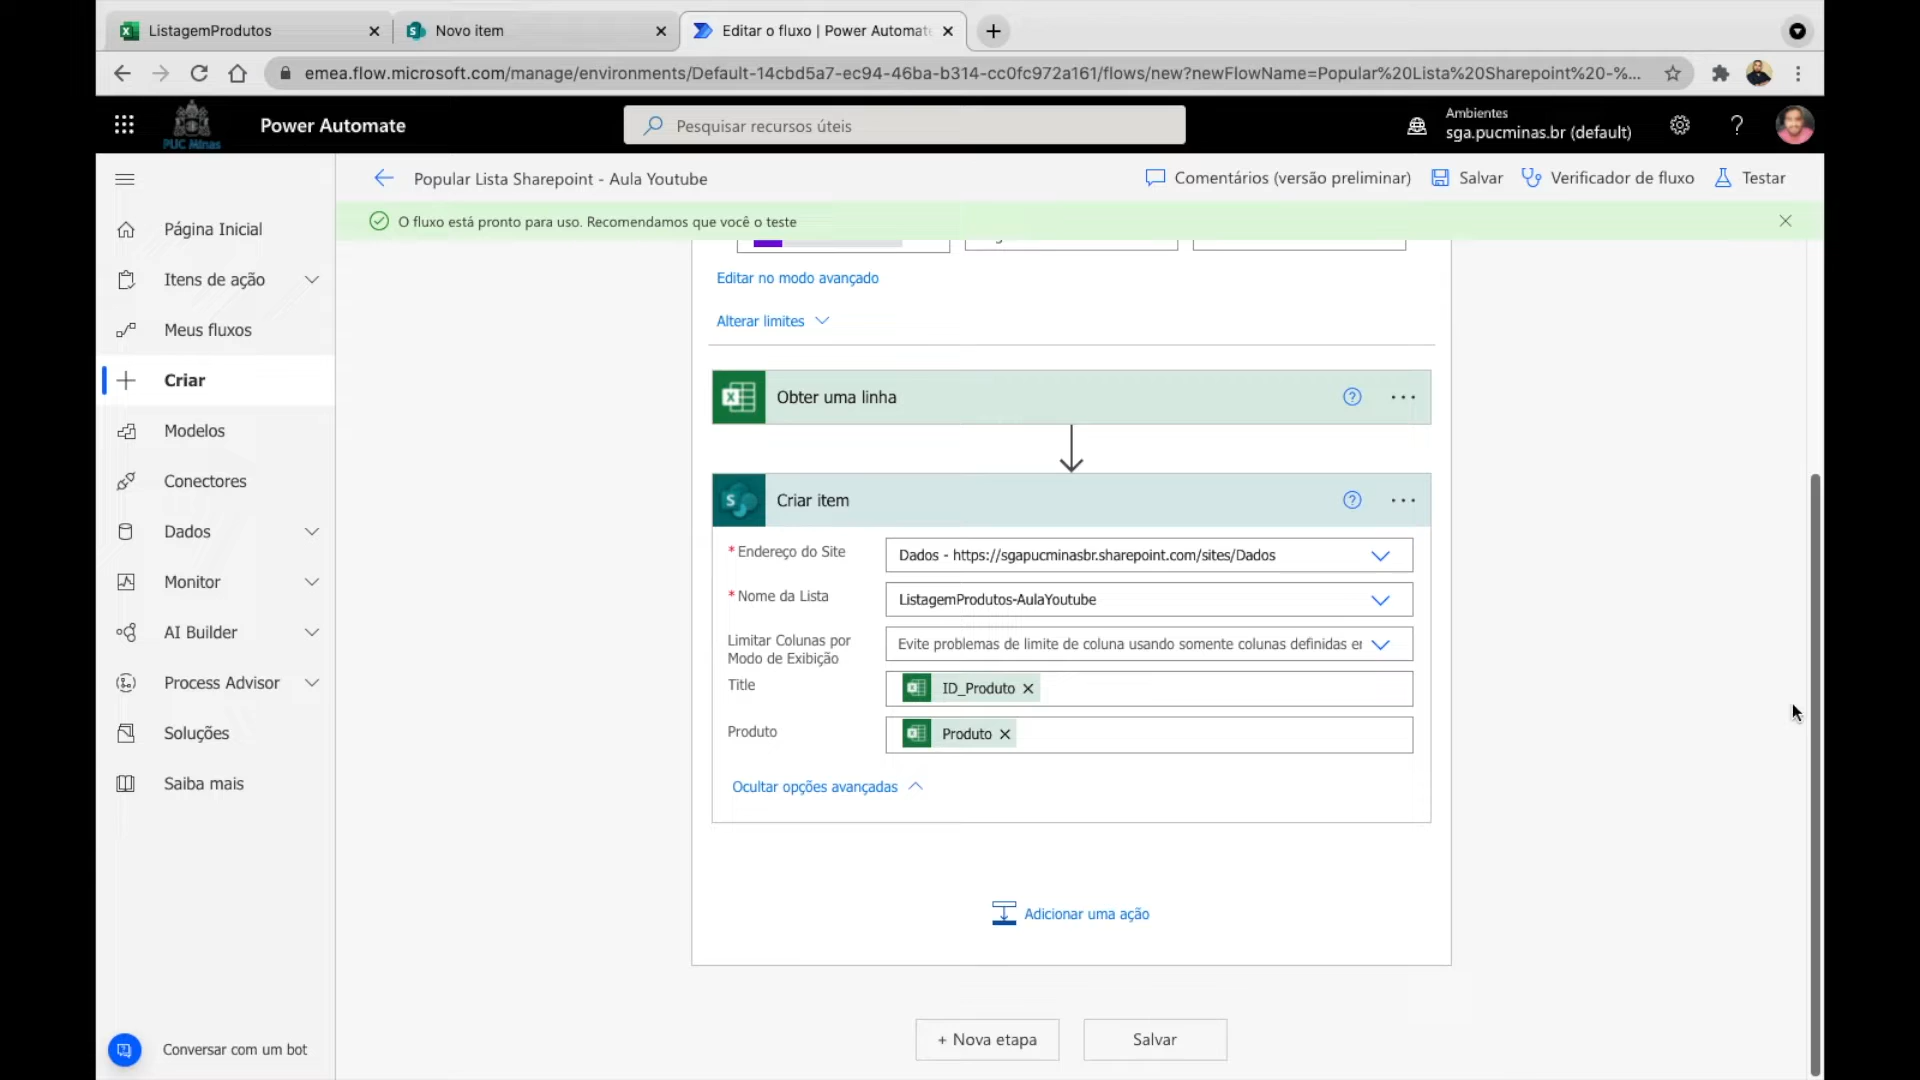 ListagemProdutos
Novo item
Editar o fluxo | Power Automate
emea.flow.microsoft.com/manage/environments/Default-14cbd5a7-ec94-46ba-b314-cc0fc972a161/flows/new?newFlowName=Popular%20Lista%20Sharepoint%20-%...
PUC Minas
Power Automate
Pesquisar recursos úteis
Ambientes
sga.pucminas.br (default)
Popular Lista Sharepoint - Aula Youtube
Comentários (versão preliminar)
Salvar
Verificador de fluxo
Testar
O fluxo está pronto para uso. Recomendamos que você o teste
Página Inicial
Itens de ação
Meus fluxos
Criar
Modelos
Conectores
Dados
Monitor
AI Builder
Process Advisor
Soluções
Saiba mais
Conversar com um bot
Editar no modo avançado
Alterar limites
Obter uma linha
Criar item
* Endereço do Site
Dados - https://sgapucminasbr.sharepoint.com/sites/Dados
* Nome da Lista
ListagemProdutos-AulaYoutube
Limitar Colunas por
Modo de Exibição
Evite problemas de limite de coluna usando somente colunas definidas er
Title
ID_Produto
Produto
Produto
Ocultar opções avançadas
Adicionar uma ação
+ Nova etapa
Salvar